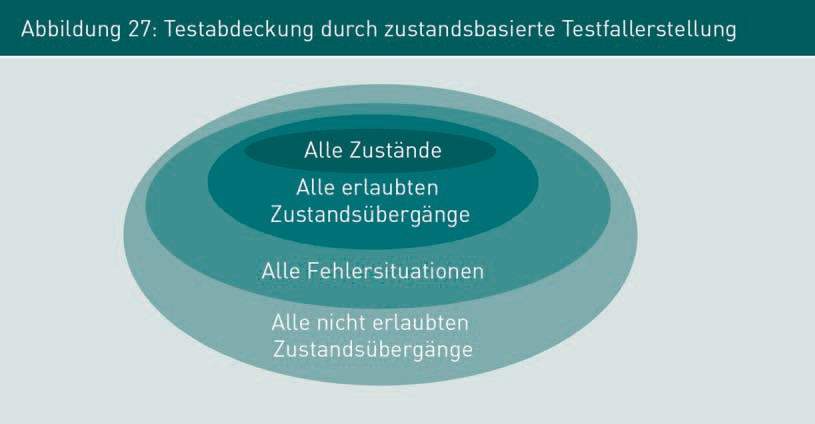 Abbildung 27: Testabdeckung durch zustandsbasierte Testfallerstellung
Alle Zustände
Alle erlaubten
Zustandsübergänge
Alle Fehlersituationen
Alle nicht erlaubten
Zustandsübergänge